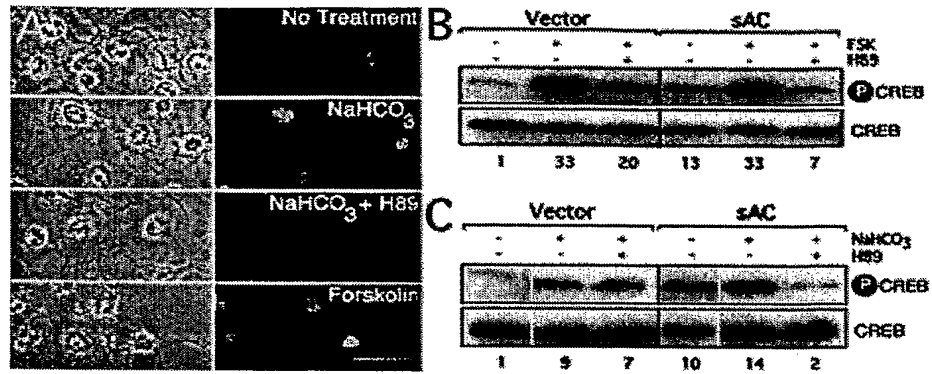 A
No Treatment
NaHCO3
NaHCO3 + H89
Forskolin
B
Vector sAC
- + + - + + FSK
- - + - - + H89
P CREB
CREB
1 33 20 13 33 7
C
Vector sAC
- + + - + + NaHCO3
- - + - - + H89
P CREB
CREB
1 9 7 10 14 2